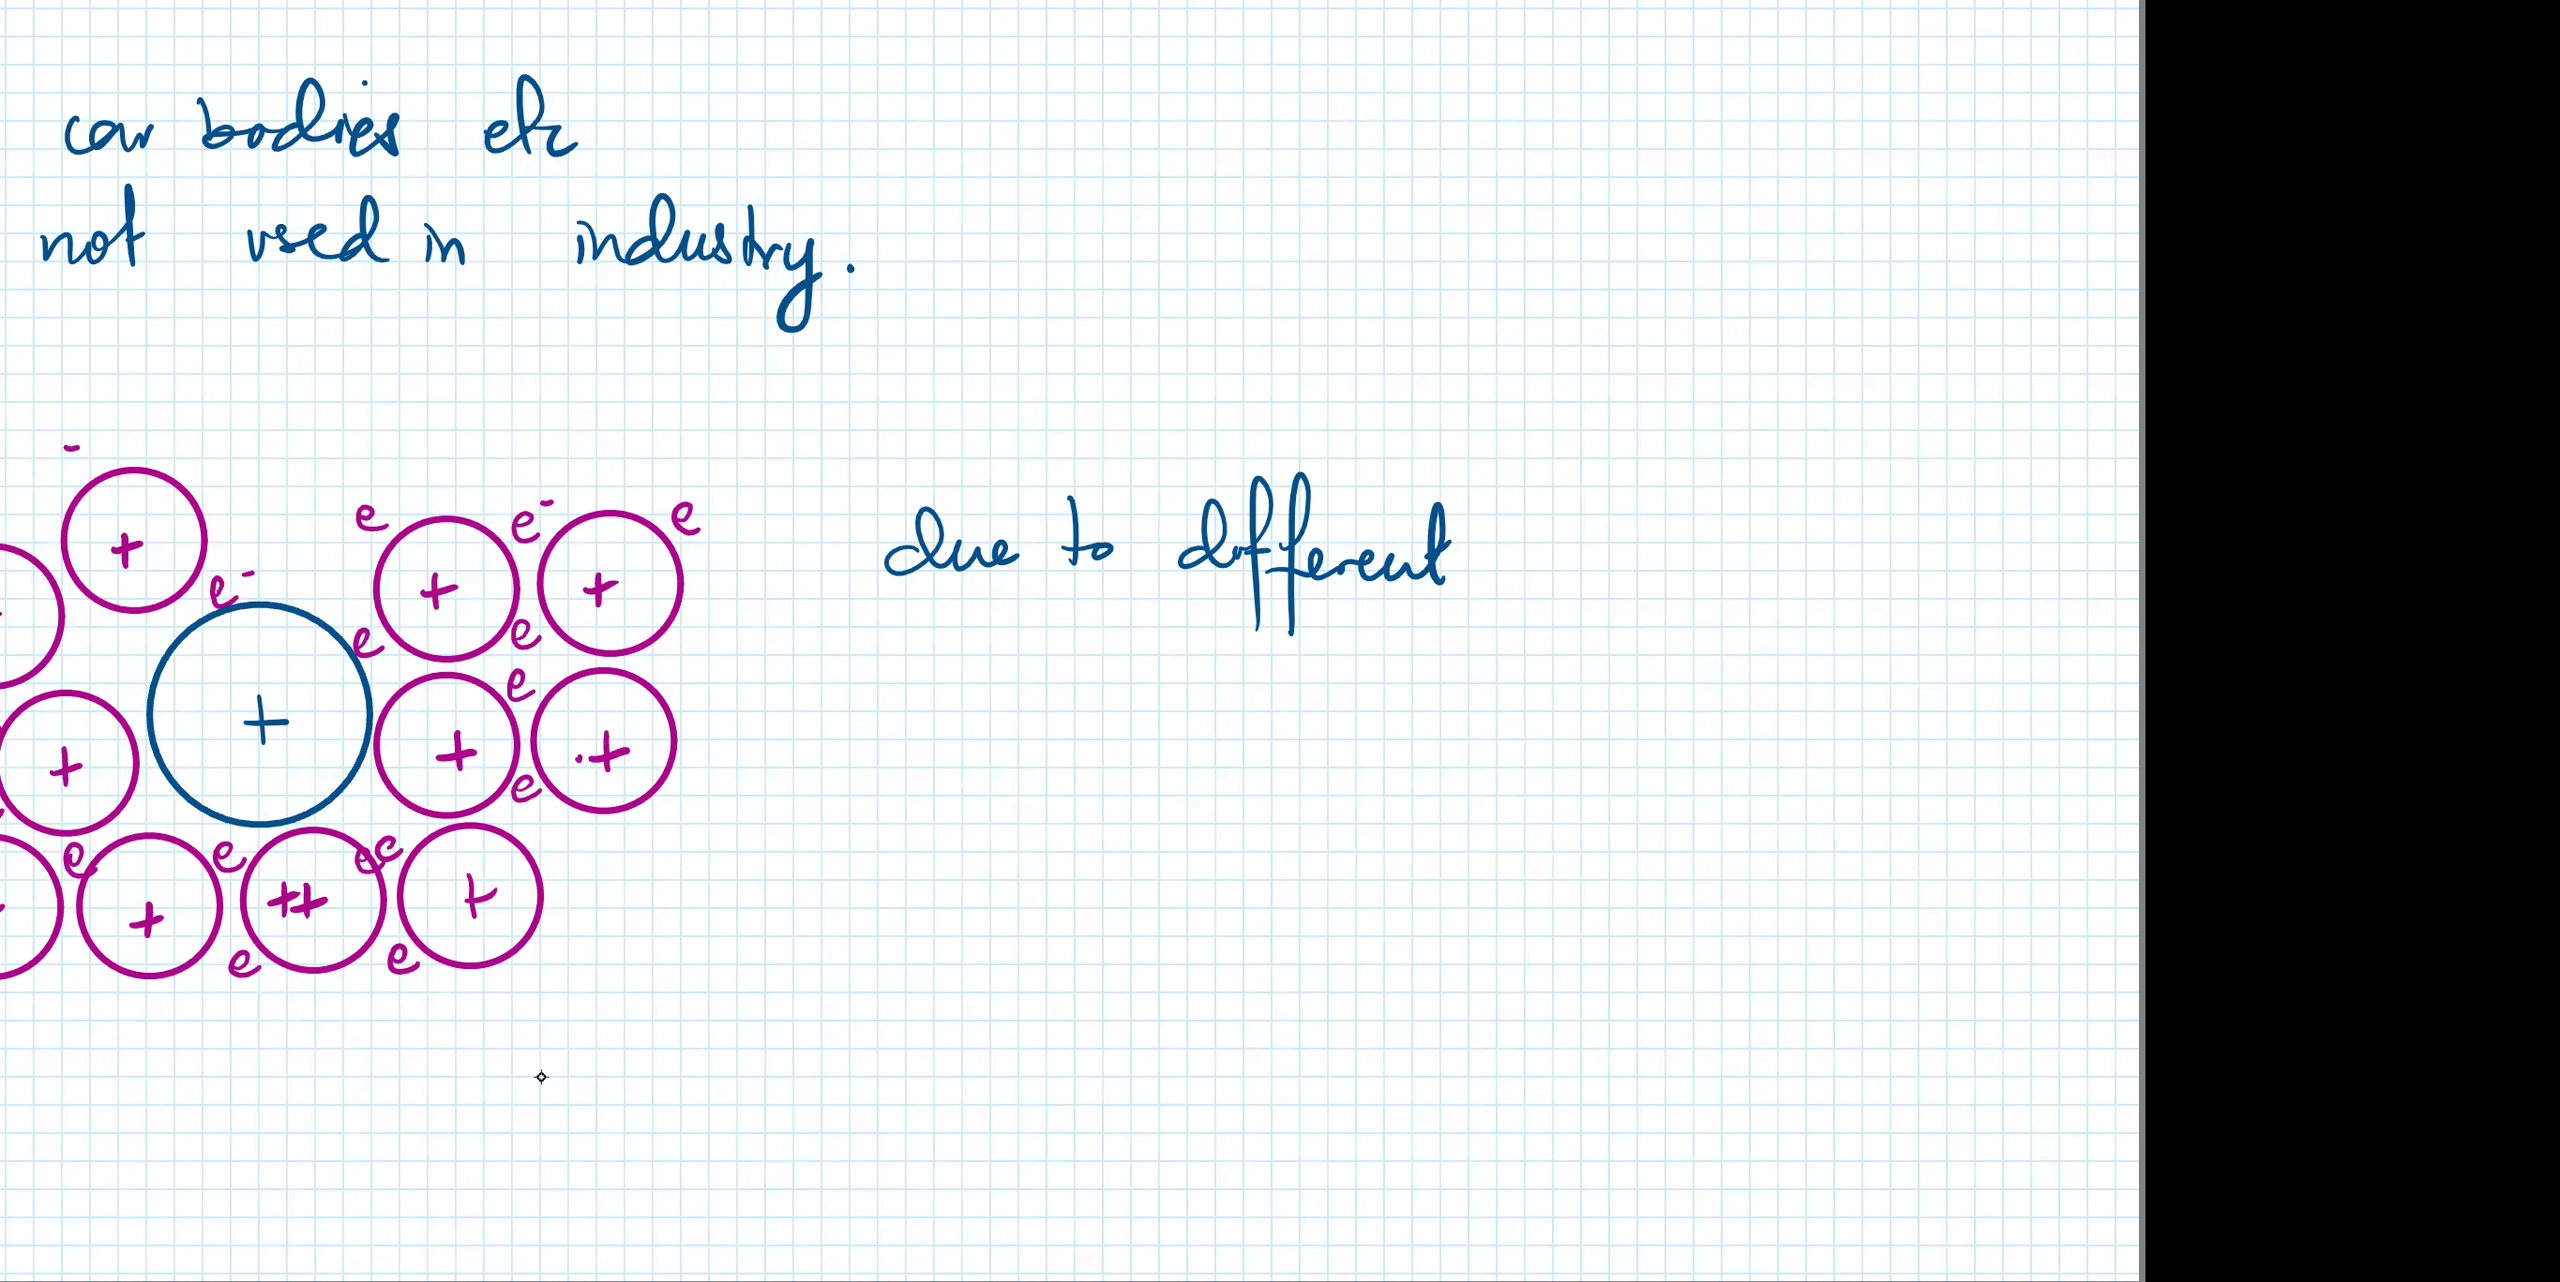 car bodies etc
not used in industry.
-
+
e e- e
e-
+ +
due to different
e e
+
e
+ + .+
e
e e e e
+ ++ +
e e